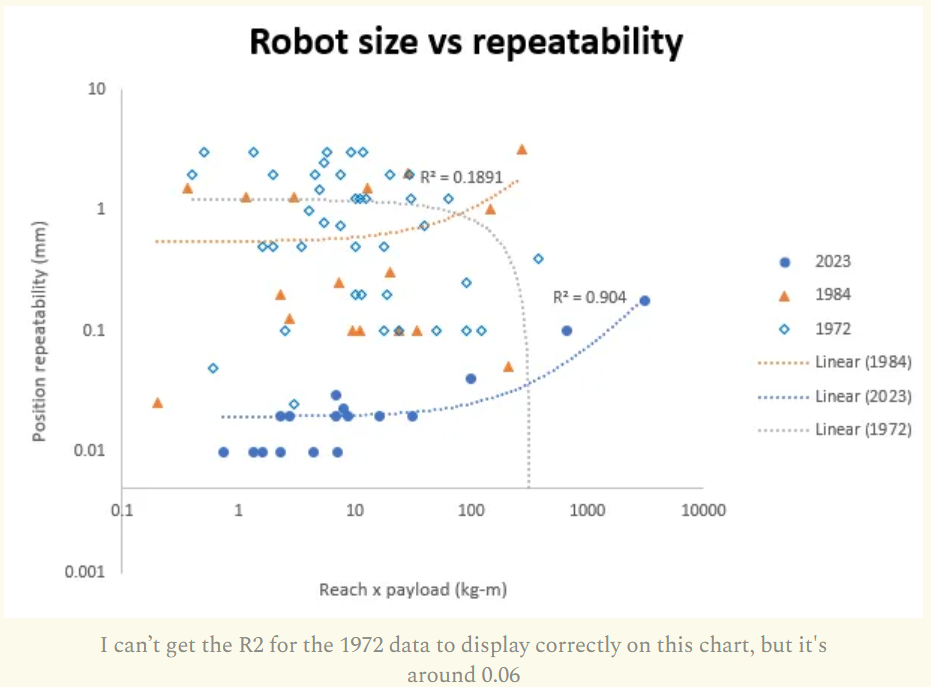 Robot size vs repeatability
10
1
0.1
0.01
0.001
Position repeatability (mm)
R² = 0.1891
R² = 0.904
2023
1984
1972
Linear (1984)
Linear (2023)
Linear (1972)
0.1 1 10 100 1000 10000
Reach x payload (kg-m)
I can’t get the R2 for the 1972 data to display correctly on this chart, but it's
around 0.06